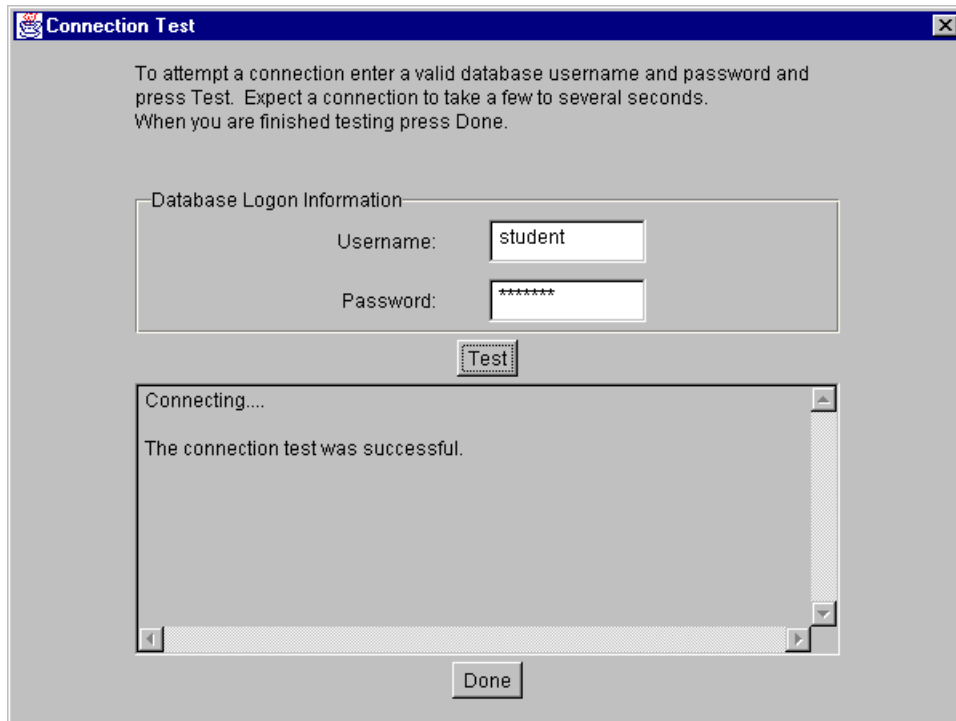 Connection Test
To attempt a connection enter a valid database username and password and
press Test. Expect a connection to take a few to several seconds.
When you are finished testing press Done.
Database Logon Information
Username:
student
Password:
*******
Test
Connecting....
The connection test was successful.
Done